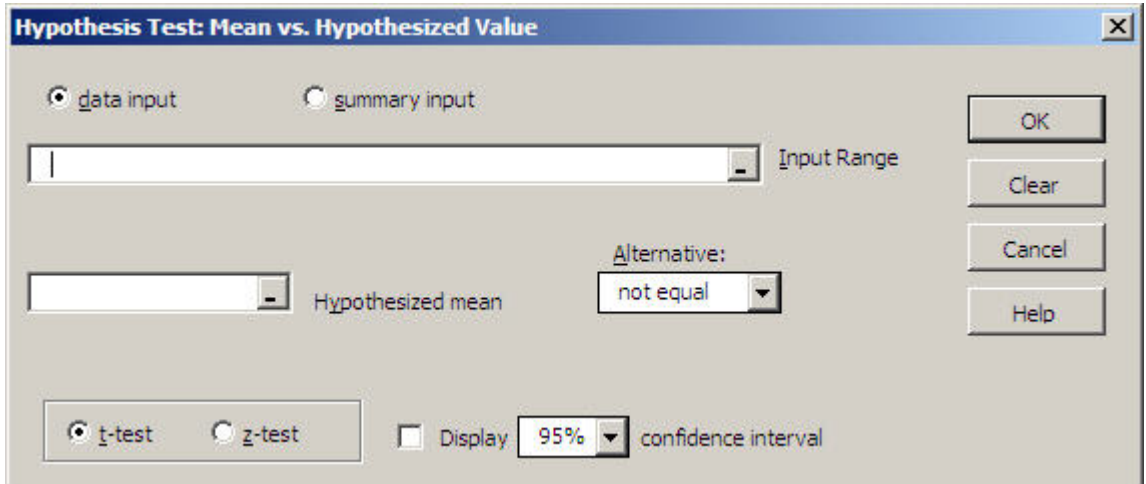 Hypothesis Test: Mean vs. Hypothesized Value
data input summary input
OK
Input Range
Clear
Alternative:
Cancel
not equal
Hypothesized mean
Help
t-test z-test Display 95% confidence interval